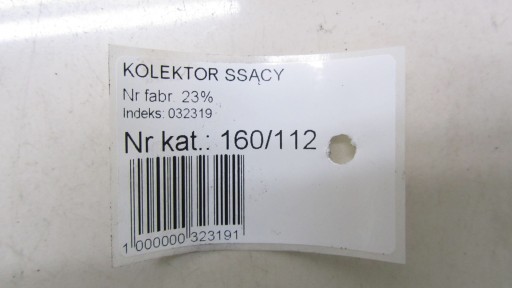 KOLEKTOR SSĄCY
Nr fabr. 23%
Indeks: 032319
Nr kat.: 160/112
1 000000 323191